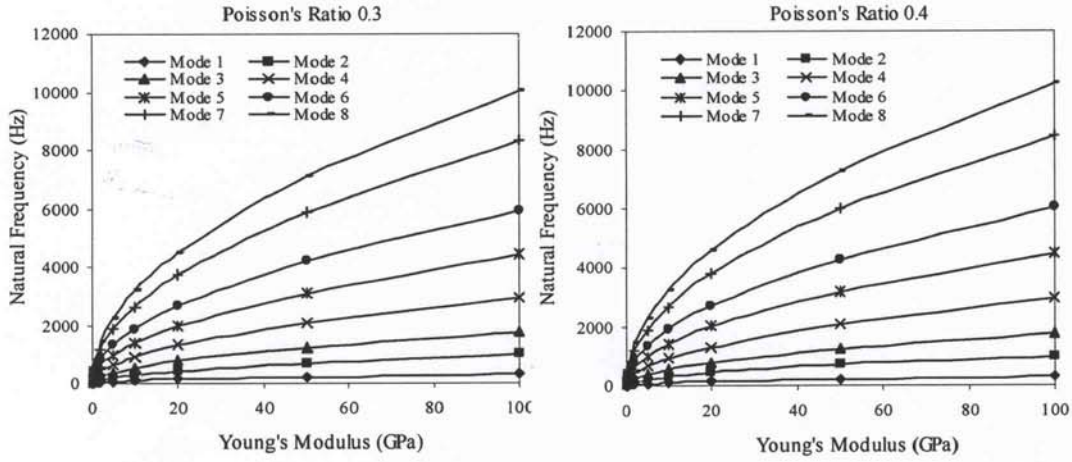 Poisson's Ratio 0.3
12000
10000
8000
6000
4000
2000
0
Natural Frequency (Hz)
Mode 1 Mode 2
Mode 3 Mode 4
Mode 5 Mode 6
Mode 7 Mode 8
0 20 40 60 80 100
Young's Modulus (GPa)
Poisson's Ratio 0.4
12000
10000
8000
6000
4000
2000
0
Natural Frequency (Hz)
Mode 1 Mode 2
Mode 3 Mode 4
Mode 5 Mode 6
Mode 7 Mode 8
0 20 40 60 80 100
Young's Modulus (GPa)